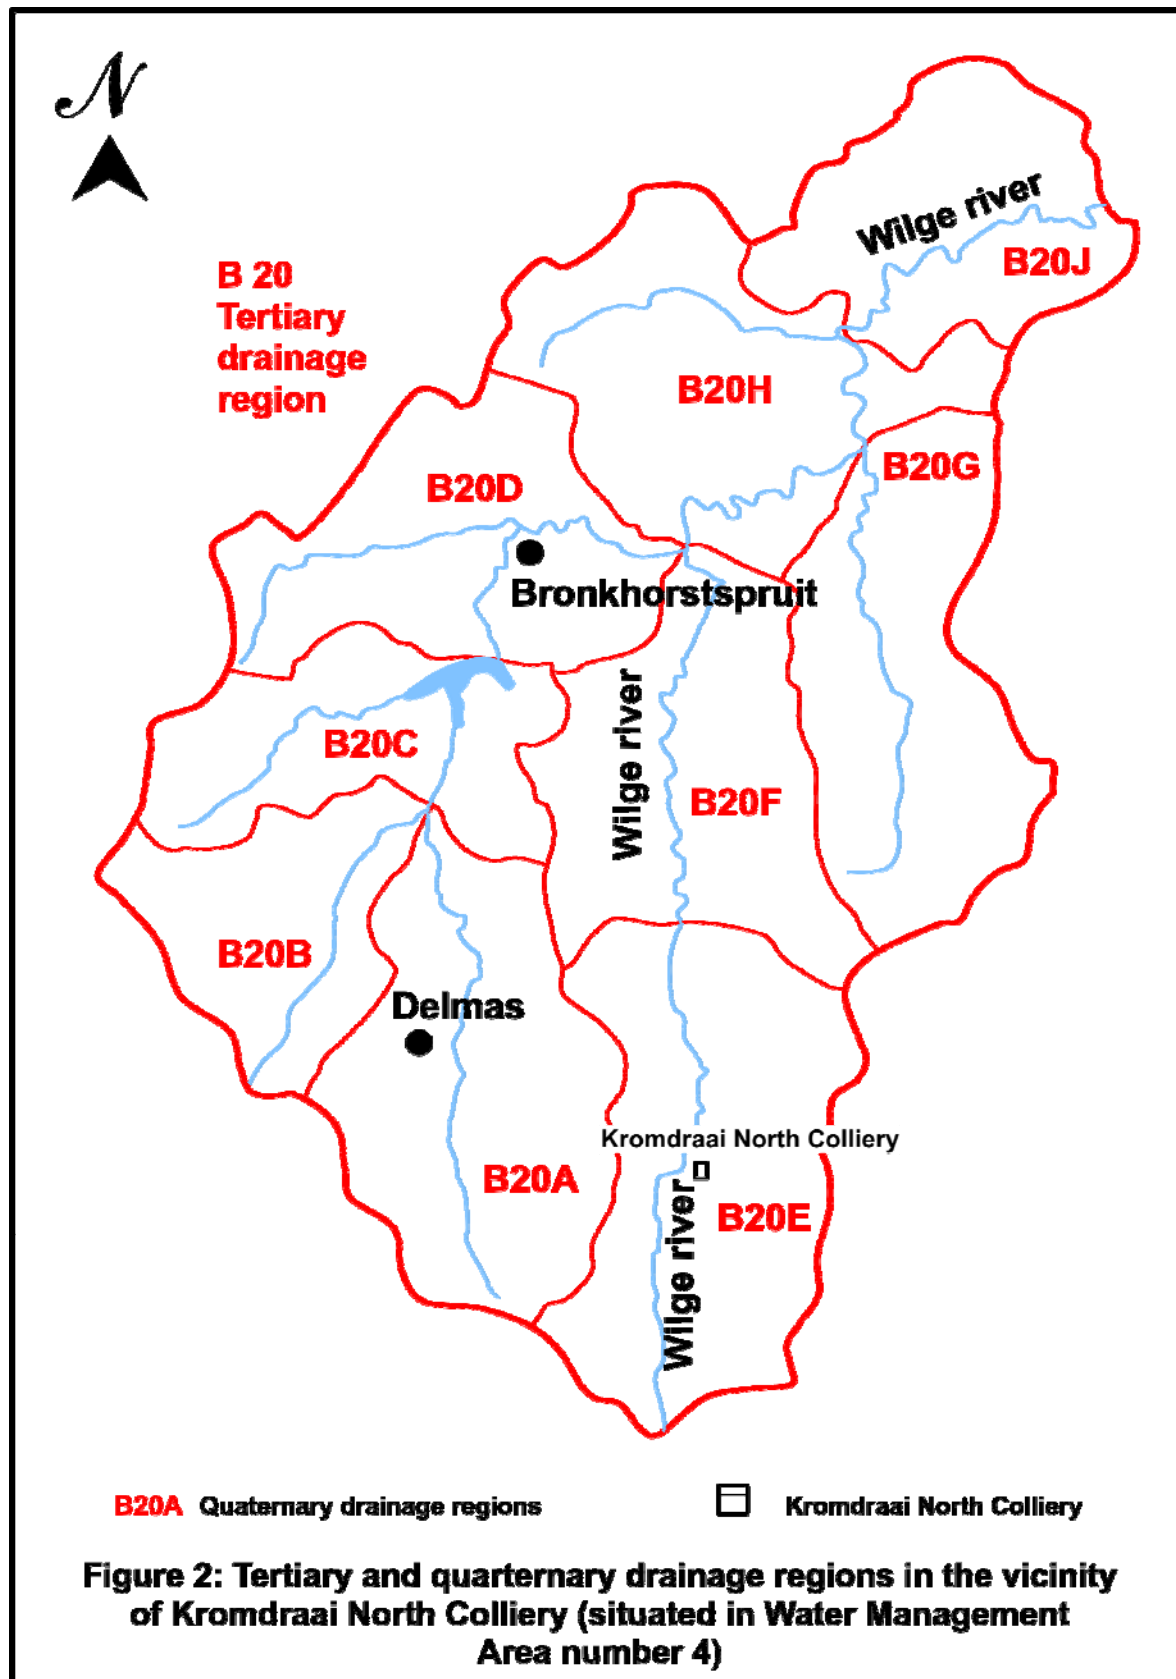 N
Wilge river
B20J
B 20
Tertiary
drainage
region
B20H
B20G
B20D
Bronkhorstspruit
Wilge river
B20C
B20F
B20B
Delmas
Kromdraai North Colliery
B20A
B20E
Wilge river
B20A Quaternary drainage regions
Kromdraai North Colliery
Figure 2: Tertiary and quarternary drainage regions in the vicinity
of Kromdraai North Colliery (situated in Water Management
Area number 4)